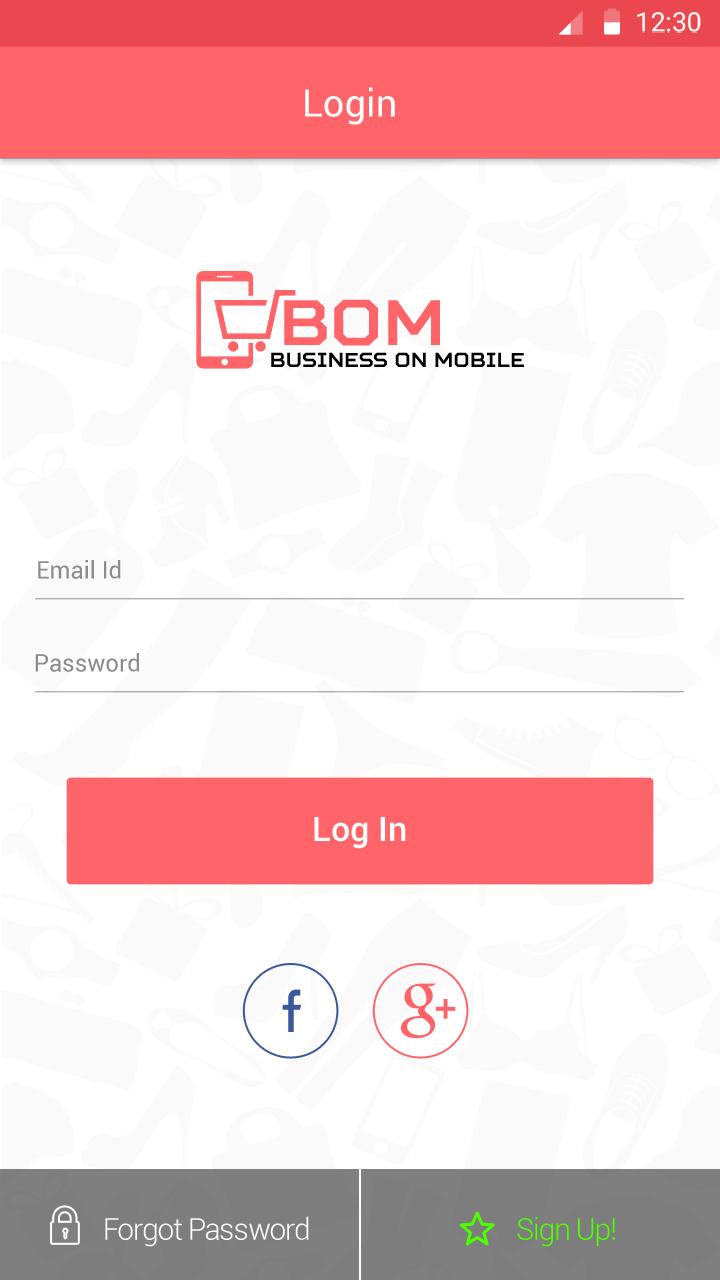 12:30
Login
BOM
BUSINESS ON MOBILE
Email Id
Password
Log In
f g+
Forgot Password
Sign Up!